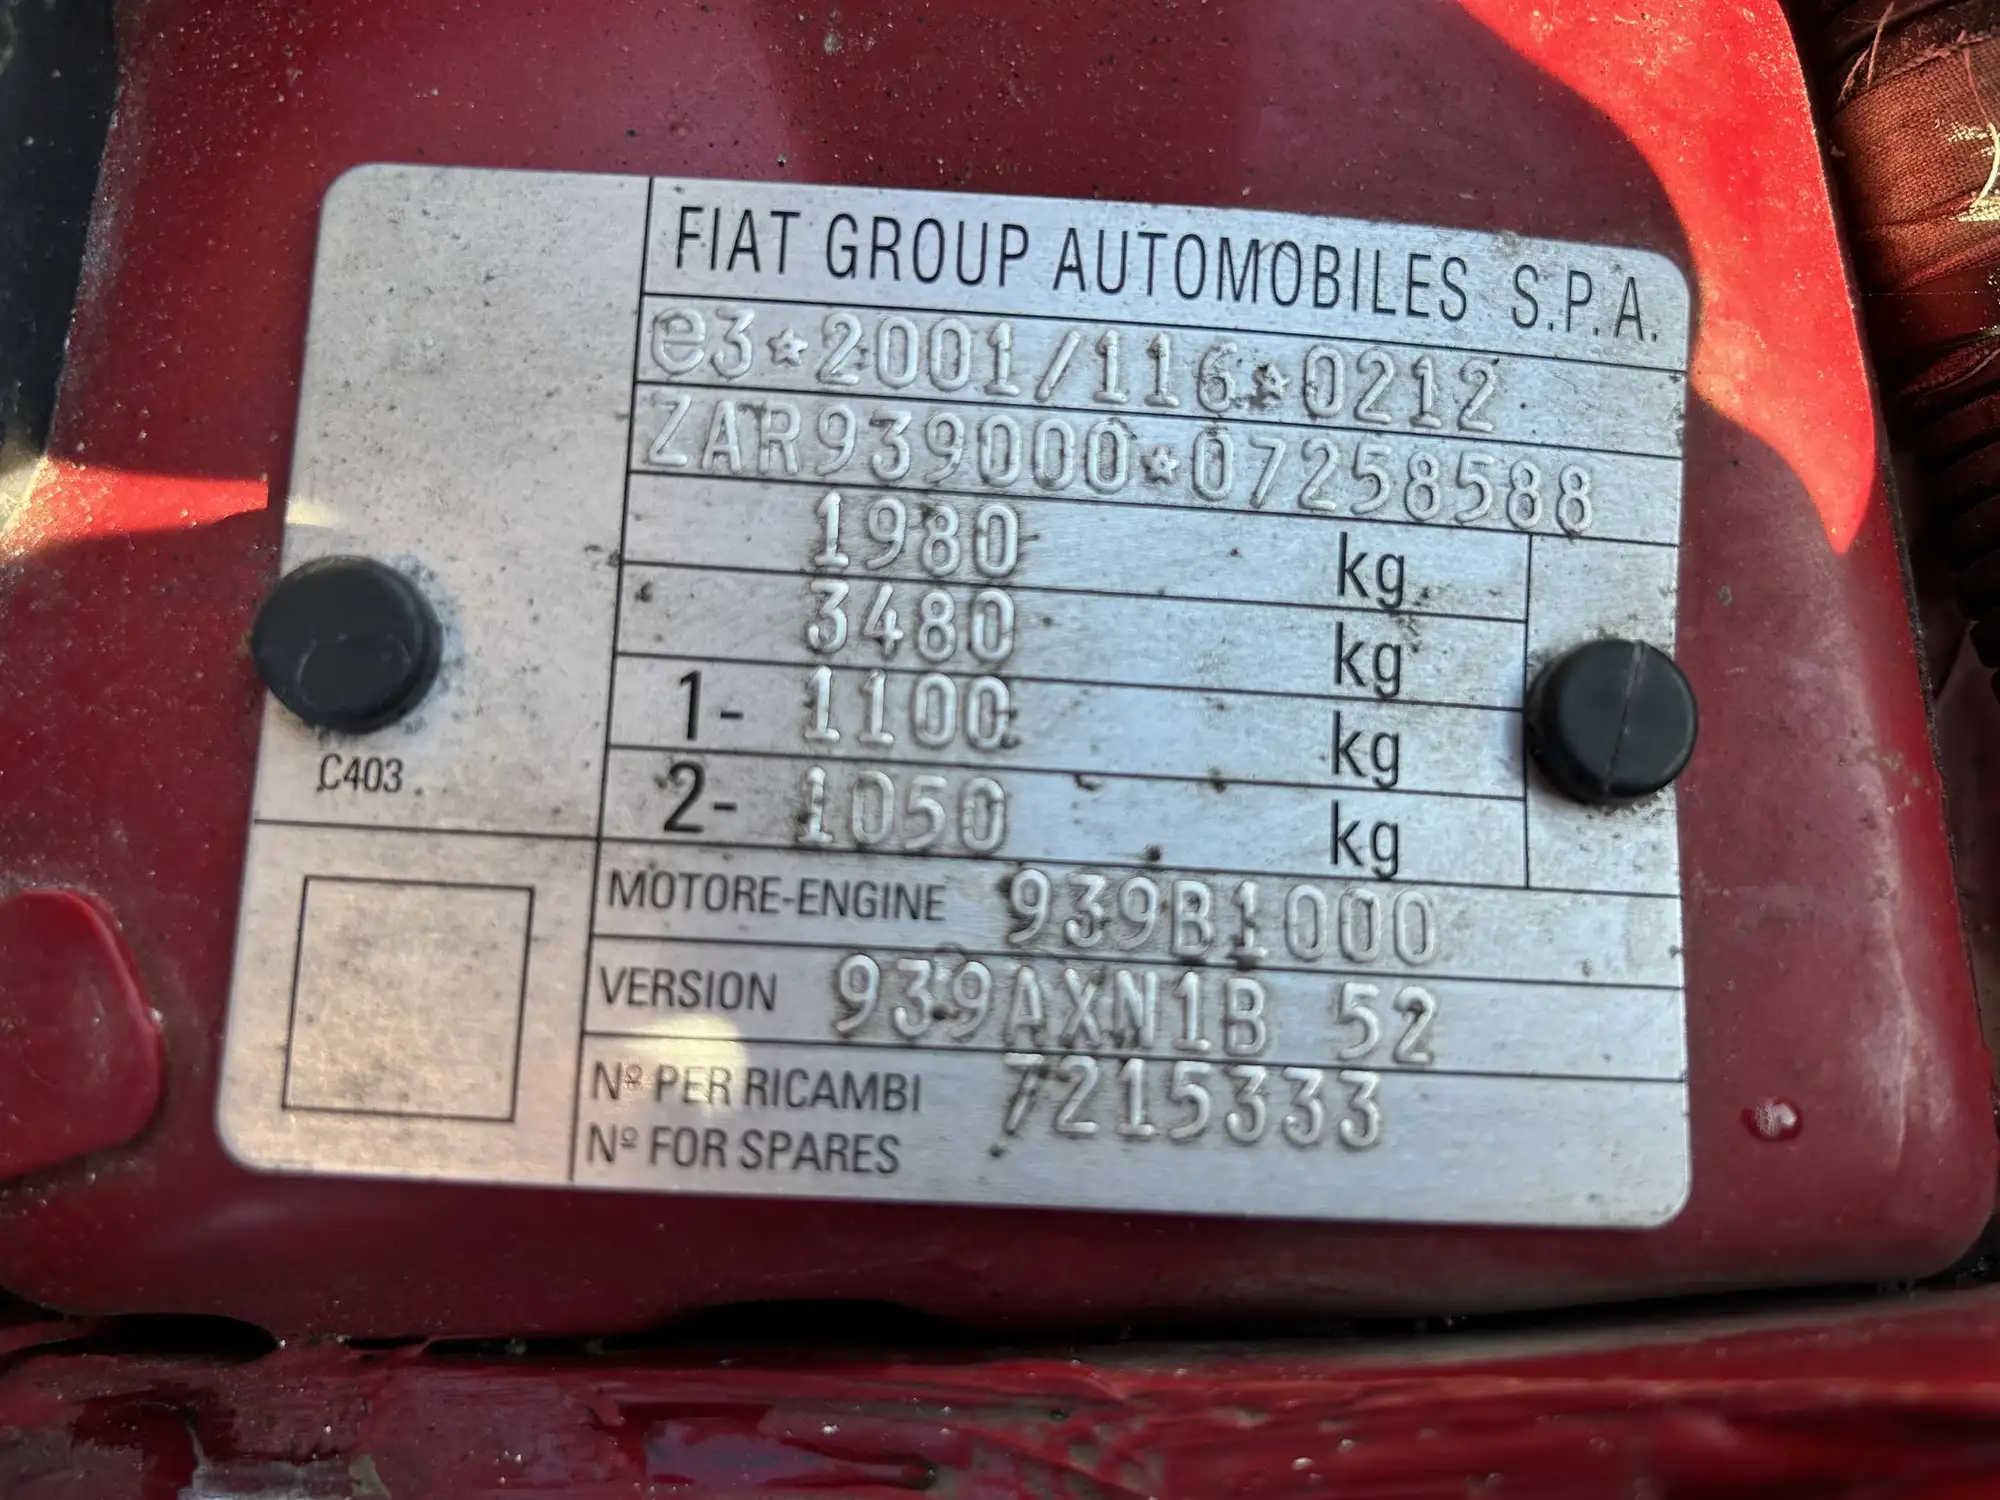 FIAT GROUP AUTOMOBILES S.P.A.
e3*2001/116*0212
ZAR939000*07258588
1980 kg
3480 kg
1- 1100 kg
2- 1050 kg
C403
MOTORE-ENGINE 939B1000
VERSION 939AXN1B 52
Nº PER RICAMBI 7215333
Nº FOR SPARES